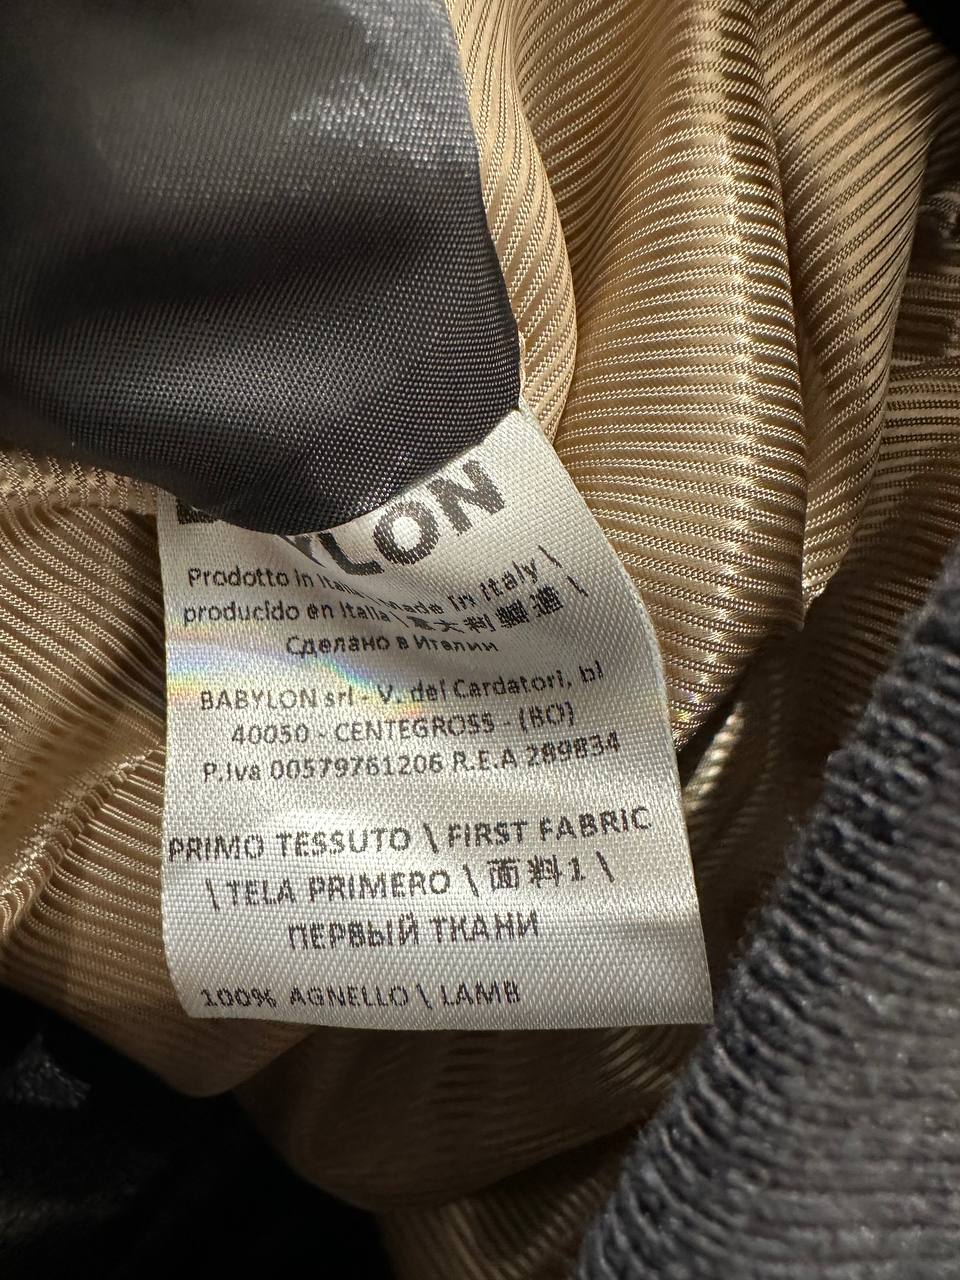 YLON
Prodotto in Italia \ Made in Italy \
producido en Italia \ 意大利製造 \
Сделано в Италии
BABYLON srl - V. dei Cardatori, bl
40050 - CENTEGROSS - (BO)
P.Iva 00579761206 R.E.A 289834
PRIMO TESSUTO \ FIRST FABRIC
\ TELA PRIMERO \ 面料1 \
ПЕРВЫЙ ТКАНИ
100% AGNELLO \ LAMB